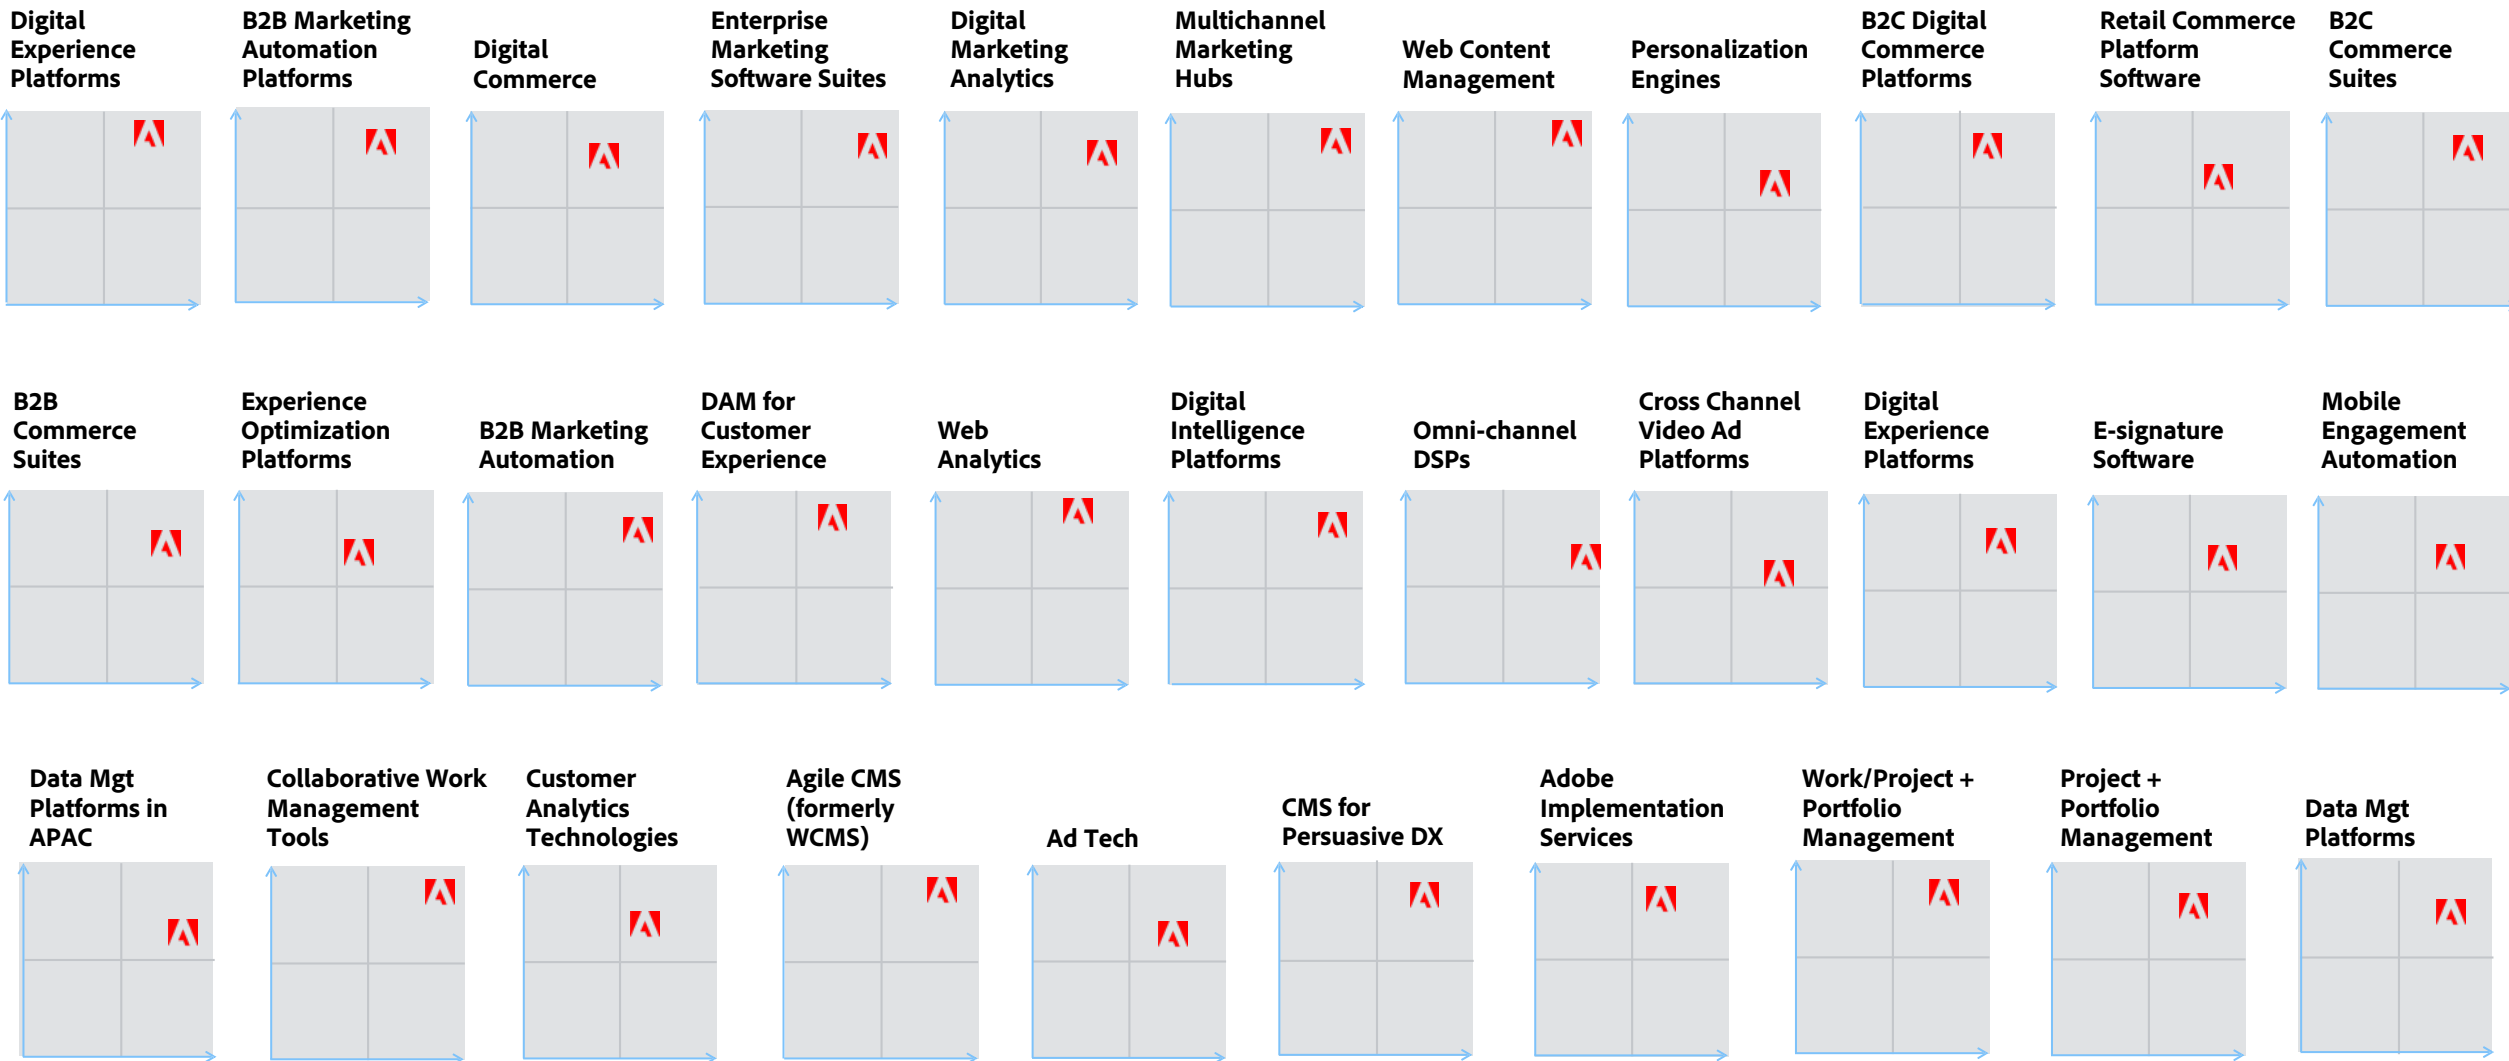 Digital
Experience
Platforms
B2B Marketing
Automation
Platforms
Digital
Commerce
Enterprise
Marketing
Software Suites
Digital
Marketing
Analytics
Multichannel
Marketing
Hubs
Web Content
Management
Personalization
Engines
B2C Digital
Commerce
Platforms
Retail Commerce
Platform
Software
B2C
Commerce
Suites
B2B
Commerce
Suites
Experience
Optimization
Platforms
B2B Marketing
Automation
DAM for
Customer
Experience
Web
Analytics
Digital
Intelligence
Platforms
Omni-channel
DSPs
Cross Channel
Video Ad
Platforms
Digital
Experience
Platforms
E-signature
Software
Mobile
Engagement
Automation
Data Mgt
Platforms in
APAC
Collaborative Work
Management
Tools
Customer
Analytics
Technologies
Agile CMS
(formerly
WCMS)
Ad Tech
CMS for
Persuasive DX
Adobe
Implementation
Services
Work/Project +
Portfolio
Management
Project +
Portfolio
Management
Data Mgt
Platforms